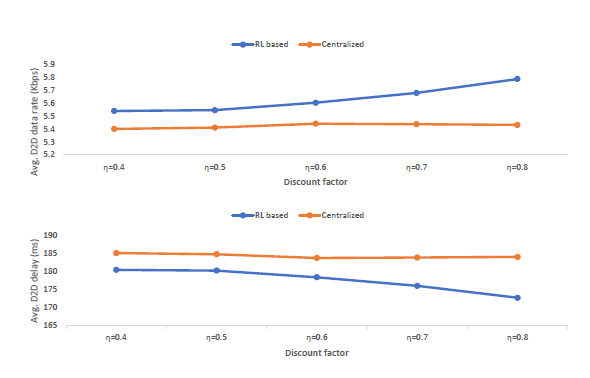 RL based Centralized
Avg. D2D data rate (Kbps)
5.9
5.8
5.7
5.6
5.5
5.4
5.3
5.2
η=0.4 η=0.5 η=0.6 η=0.7 η=0.8
Discount factor
RL based Centralized
Avg. D2D delay (ms)
190
185
180
175
170
165
η=0.4 η=0.5 η=0.6 η=0.7 η=0.8
Discount factor